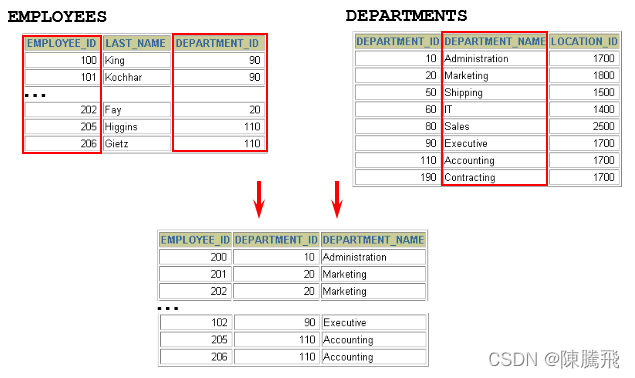 EMPLOYEES
EMPLOYEE_ID LAST_NAME DEPARTMENT_ID
100 King 90
101 Kochhar 90
...
202 Fay 20
205 Higgins 110
206 Gietz 110
DEPARTMENTS
DEPARTMENT_ID DEPARTMENT_NAME LOCATION_ID
10 Administration 1700
20 Marketing 1800
50 Shipping 1500
60 IT 1400
80 Sales 2500
90 Executive 1700
110 Accounting 1700
190 Contracting 1700
EMPLOYEE_ID DEPARTMENT_ID DEPARTMENT_NAME
200 10 Administration
201 20 Marketing
202 20 Marketing
...
102 90 Executive
205 110 Accounting
206 110 Accounting
CSDN @陳騰飛